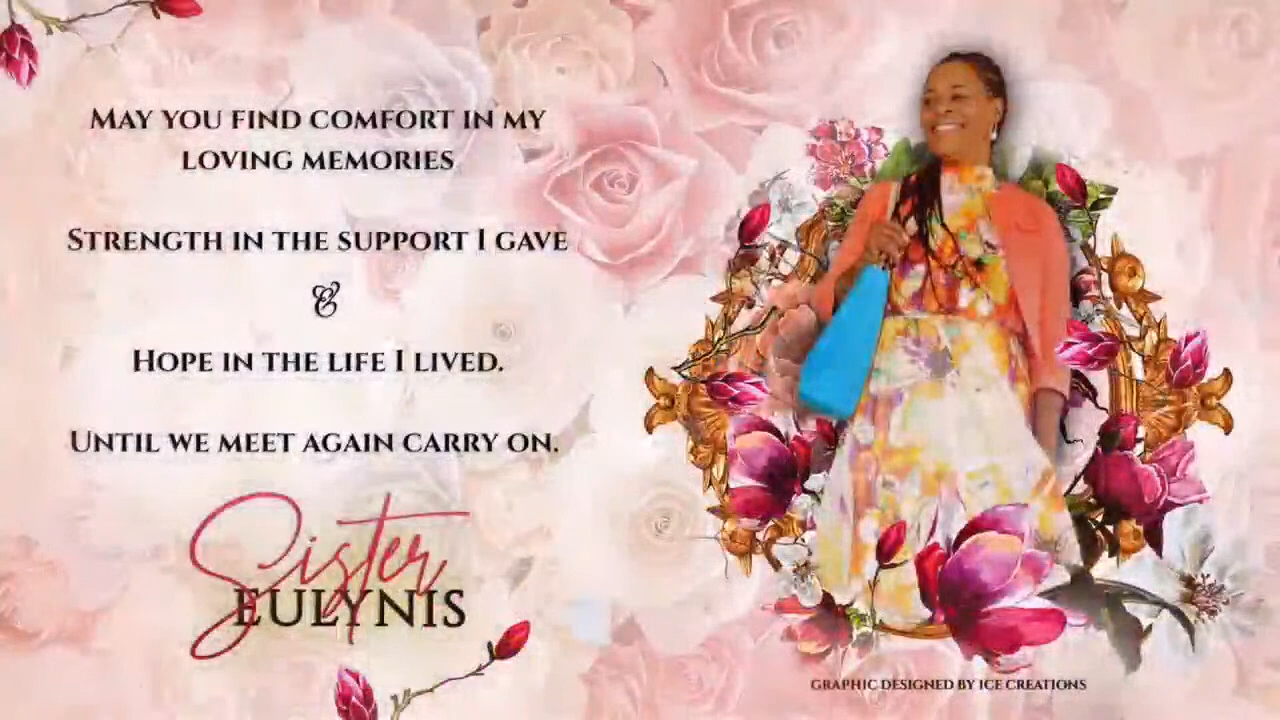 May you find comfort in my
loving memories
Strength in the support I gave
&
Hope in the life I lived.
Until we meet again carry on.
Sister
EULYNIS
GRAPHIC DESIGNED BY ICE CREATIONS